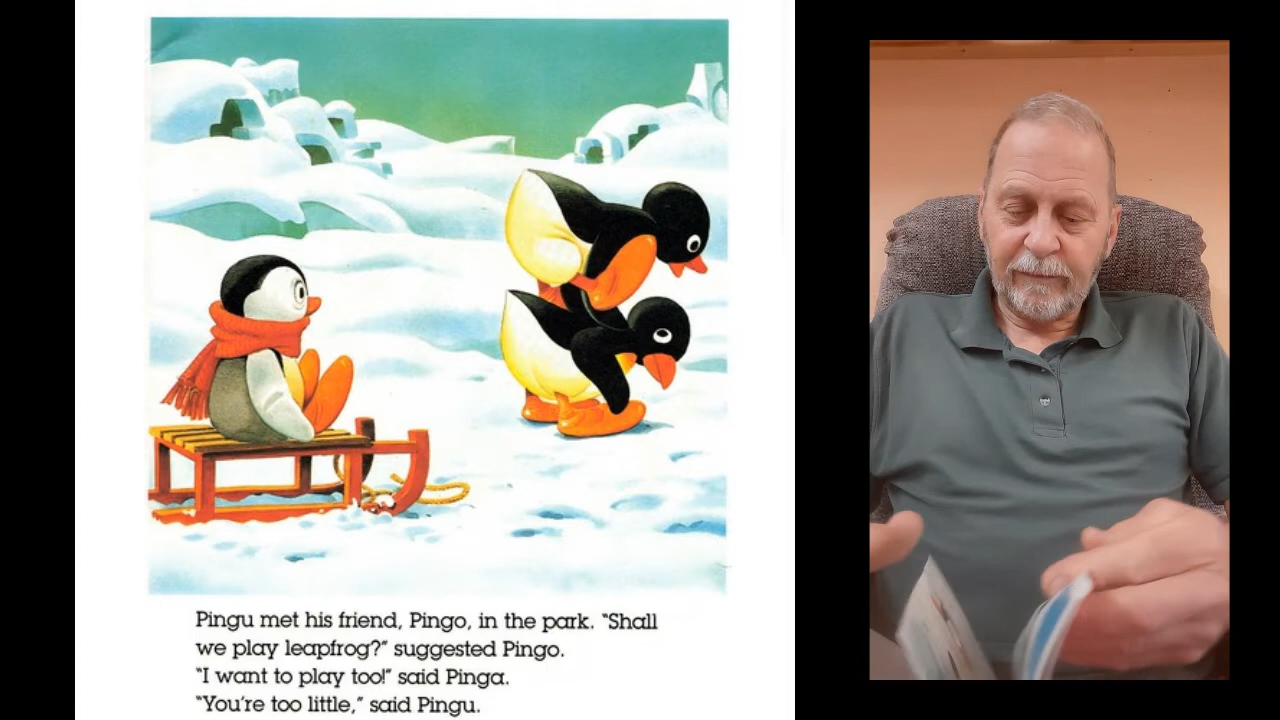 Pingu met his friend, Pingo, in the park. "Shall
we play leapfrog?" suggested Pingo.
"I want to play too!" said Pinga.
"You're too little," said Pingu.